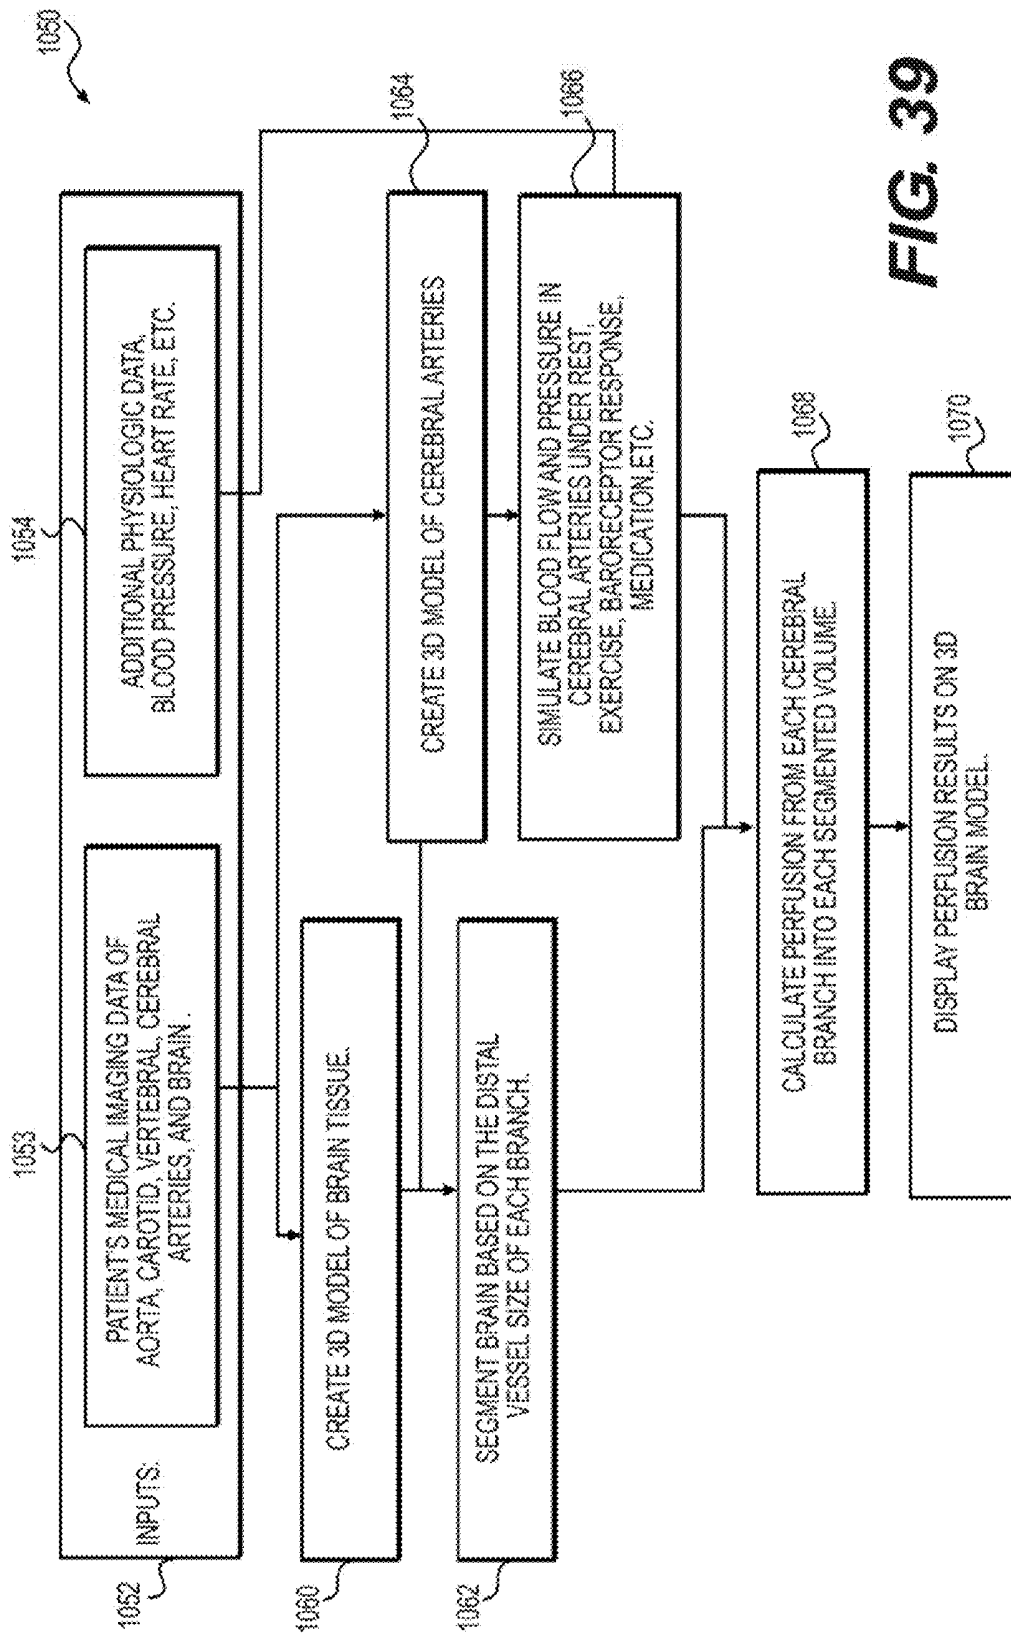 1050
1052
INPUTS:
1053
PATIENT'S MEDICAL IMAGING DATA OF
AORTA, CAROTID, VERTEBRAL, CEREBRAL
ARTERIES, AND BRAIN.
1054
ADDITIONAL PHYSIOLOGIC DATA,
BLOOD PRESSURE, HEART RATE, ETC.
1060
CREATE 3D MODEL OF BRAIN TISSUE.
1064
CREATE 3D MODEL OF CEREBRAL ARTERIES
1062
SEGMENT BRAIN BASED ON THE DISTAL
VESSEL SIZE OF EACH BRANCH.
1066
SIMULATE BLOOD FLOW AND PRESSURE IN
CEREBRAL ARTERIES UNDER REST,
EXERCISE, BARORECEPTOR RESPONSE,
MEDICATION ETC.
1068
CALCULATE PERFUSION FROM EACH CEREBRAL
BRANCH INTO EACH SEGMENTED VOLUME.
1070
DISPLAY PERFUSION RESULTS ON 3D
BRAIN MODEL.
FIG. 39